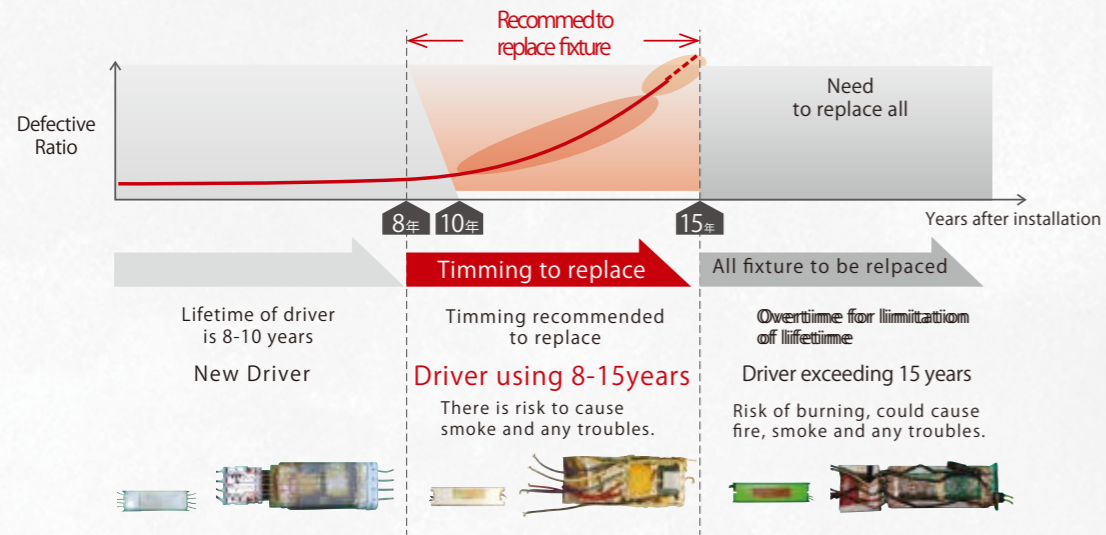 Recommed to
replace fixture
Defective
Ratio
Need
to replace all
8年
10年
15年
Years after installation
Timming to replace
All fixture to be relpaced
Lifetime of driver
is 8-10 years
New Driver
Timming recommended
to replace
Driver using 8-15years
There is risk to cause
smoke and any troubles.
Overtime for limitation
of lifetime
Driver exceeding 15 years
Risk of burning, could cause
fire, smoke and any troubles.